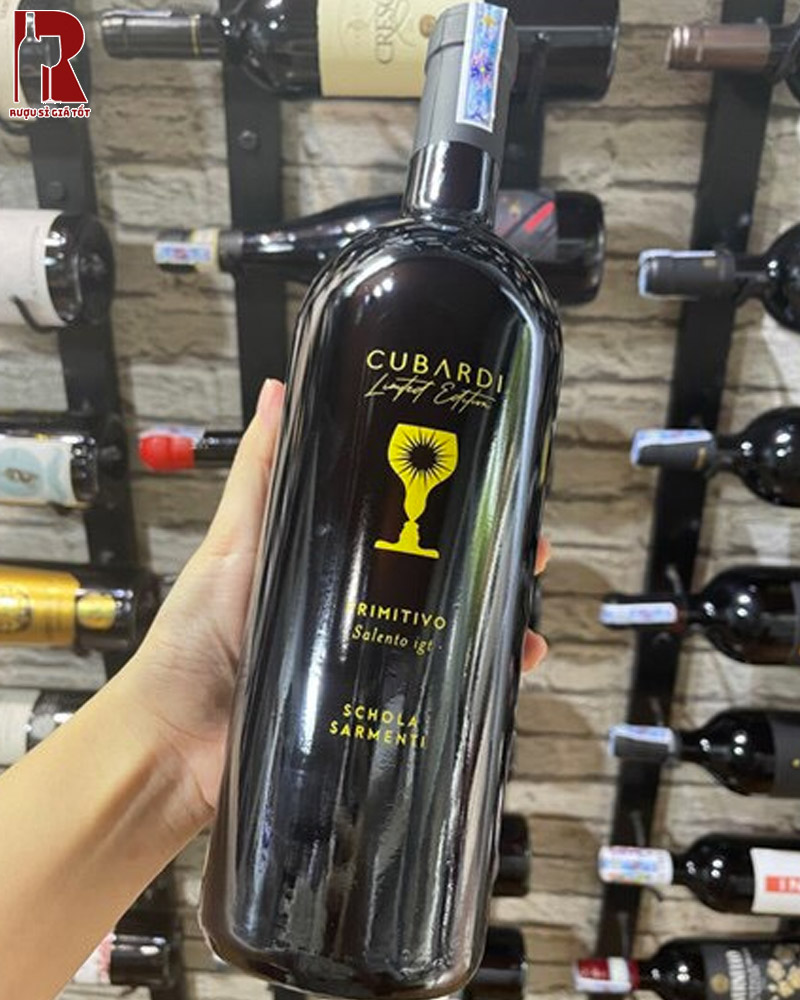 RƯỢU SỈ GIÁ TỐT
CUBARDI
Limited Edition
PRIMITIVO
Salento igt
SCHOLA
SARMENTI